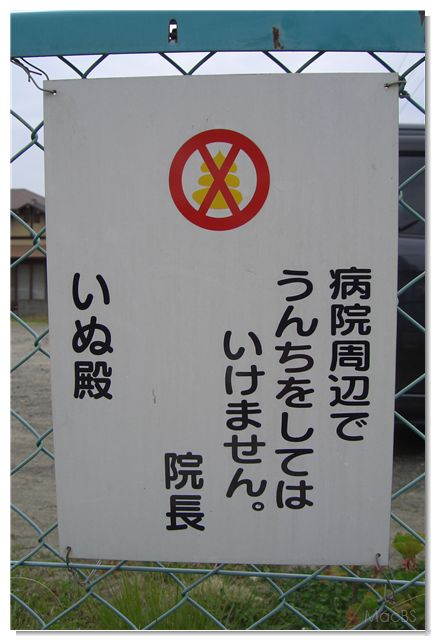 病院周辺で
うんちをしては
いけません。
院長
いぬ殿
MacBS